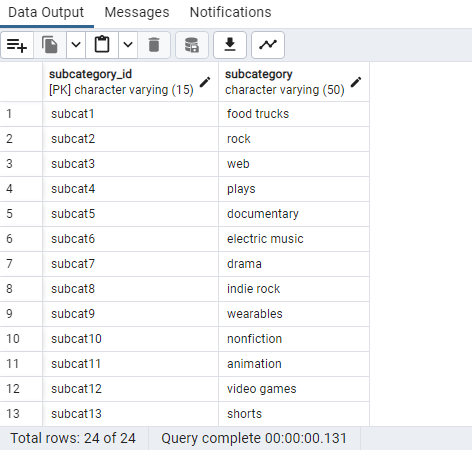 Data Output Messages Notifications
subcategory_id subcategory
[PK] character varying (15) character varying (50)
1 subcat1 food trucks
2 subcat2 rock
3 subcat3 web
4 subcat4 plays
5 subcat5 documentary
6 subcat6 electric music
7 subcat7 drama
8 subcat8 indie rock
9 subcat9 wearables
10 subcat10 nonfiction
11 subcat11 animation
12 subcat12 video games
13 subcat13 shorts
Total rows: 24 of 24 Query complete 00:00:00.131